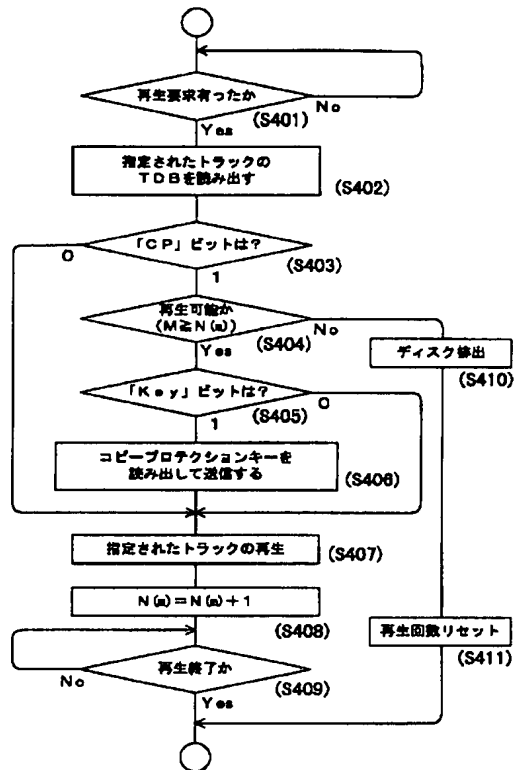 再生要求有ったか
No
Yes
(S401)
指定されたトラックの
TDBを読み出す
(S402)
「CP」ビットは?
0
(S403)
1
再生可能か
(M≧N(m))
No
Yes
(S404)
ディスク排出
(S410)
「Key」ビットは?
0
(S405)
1
コピープロテクションキーを
読み出して送信する
(S406)
指定されたトラックの再生
(S407)
N(m)=N(m)+1
(S408)
再生回数リセット
(S411)
再生終了か
No
(S409)
Yes